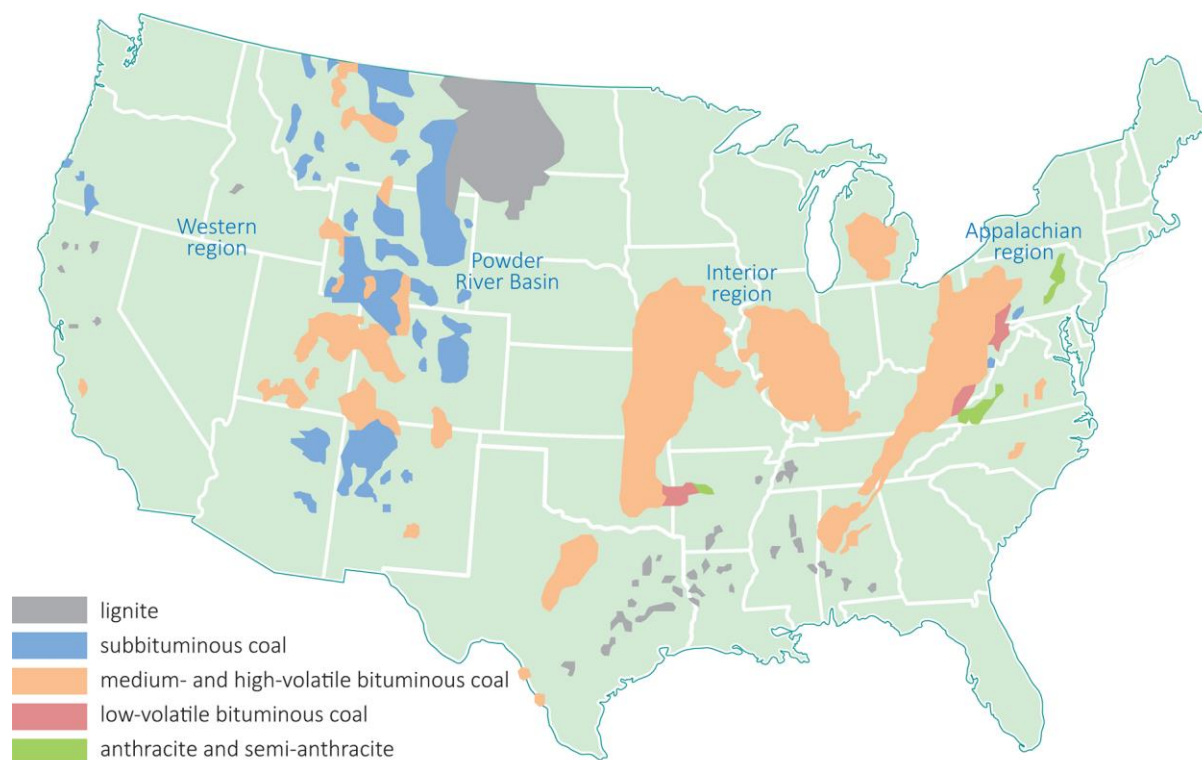 Western
region
Powder
River Basin
Interior
region
Appalachian
region
lignite
subbituminous coal
medium- and high-volatile bituminous coal
low-volatile bituminous coal
anthracite and semi-anthracite